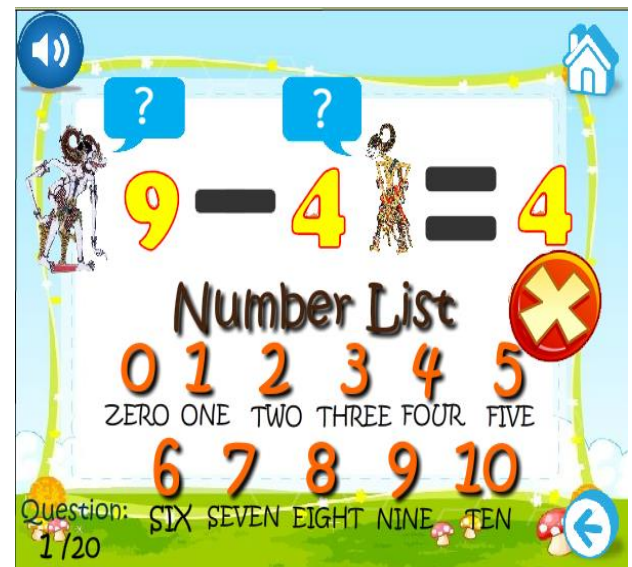 ? ?
9 - 4 = 4
Number List
0 1 2 3 4 5
ZERO ONE TWO THREE FOUR FIVE
6 7 8 9 10
SIX SEVEN EIGHT NINE TEN
Question:
1/20